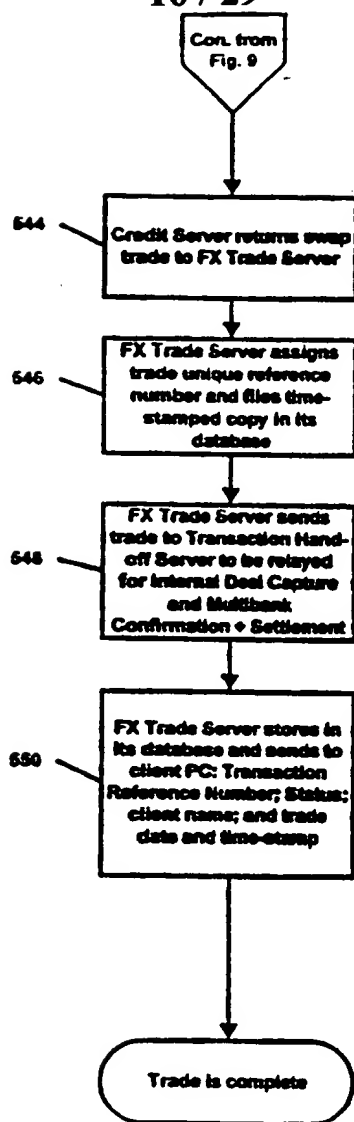 10 / 29
Con. from
Fig. 9
544
Credit Server returns swap
trade to FX Trade Server
546
FX Trade Server assigns
trade unique reference
number and files time-
stamped copy in its
database
548
FX Trade Server sends
trade to Transaction Hand-
off Server to be relayed
for Internal Deal Capture
and Multibank
Confirmation + Settlement
550
FX Trade Server stores in
its database and sends to
client PC: Transaction
Reference Number; Status;
client name; and trade
date and time-stamp
Trade is complete